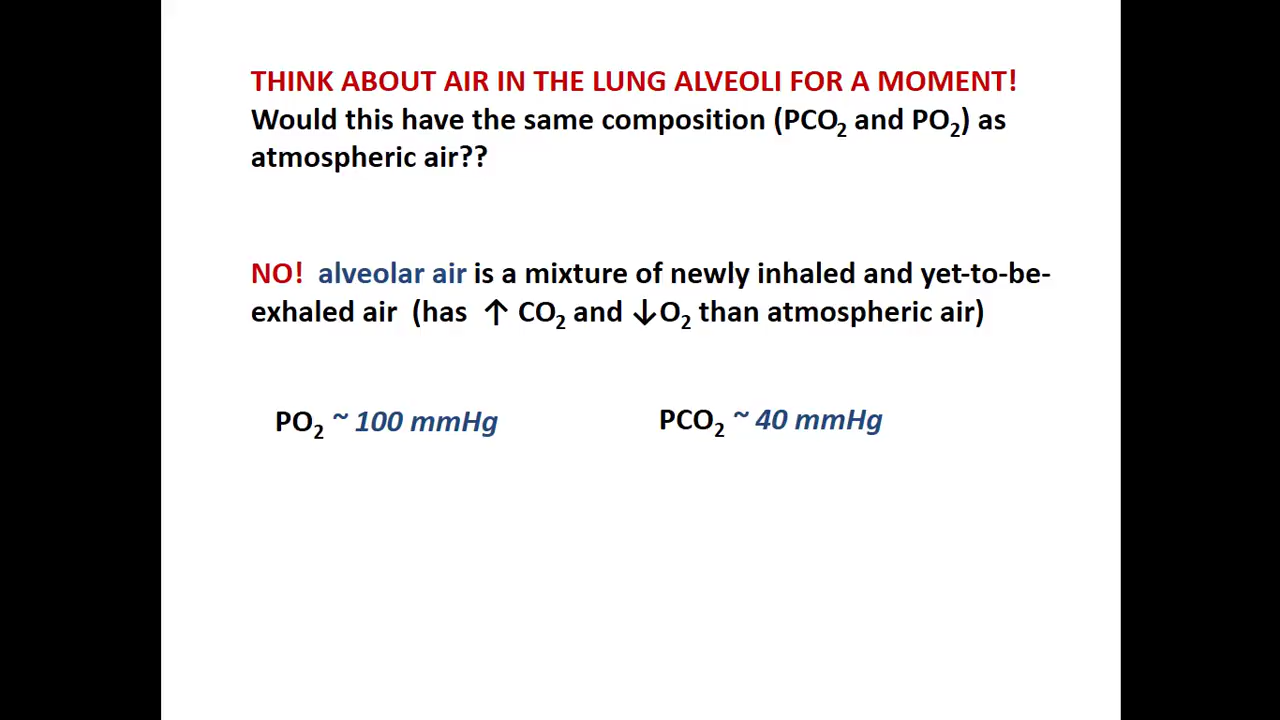 THINK ABOUT AIR IN THE LUNG ALVEOLI FOR A MOMENT!
Would this have the same composition (PCO₂ and PO₂) as
atmospheric air??
NO! alveolar air is a mixture of newly inhaled and yet-to-be-
exhaled air (has ↑ CO₂ and ↓O₂ than atmospheric air)
PO₂ ~ 100 mmHg PCO₂ ~ 40 mmHg